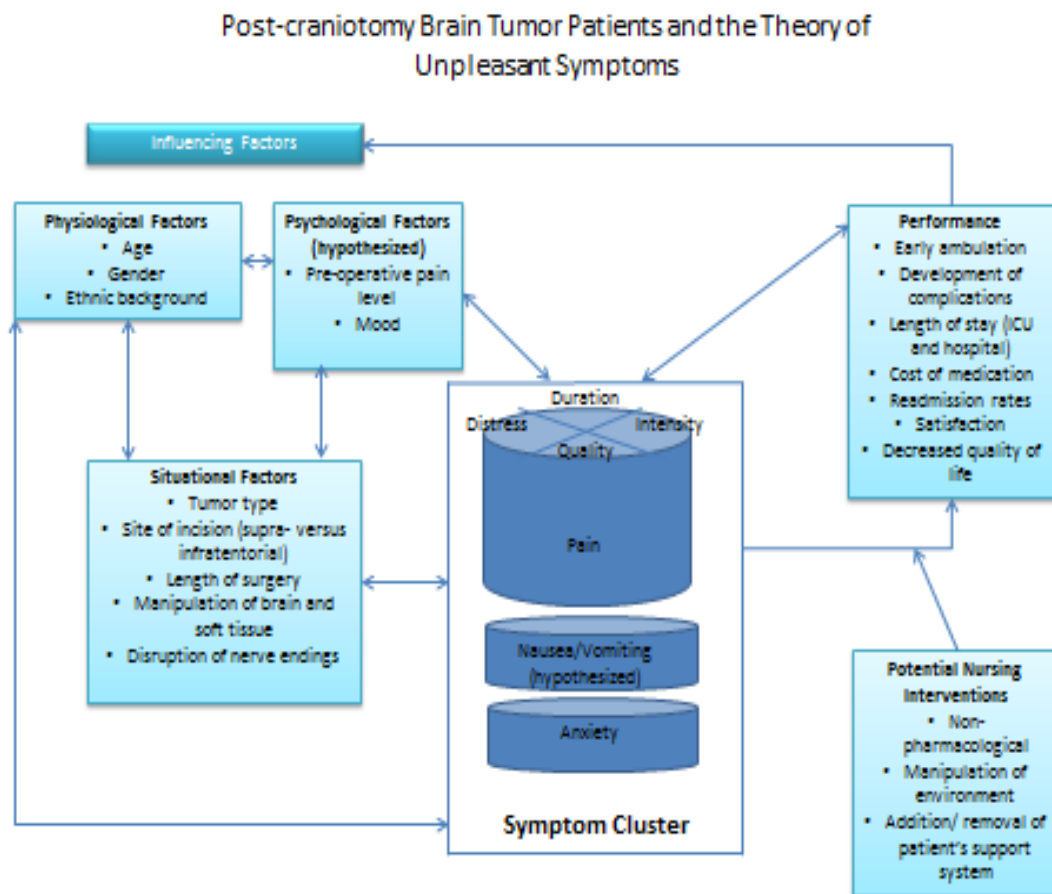 Post-craniotomy Brain Tumor Patients and the Theory of
Unpleasant Symptoms
Influencing Factors
Physiological Factors
• Age
• Gender
• Ethnic background
Psychological Factors
(hypothesized)
• Pre-operative pain
level
• Mood
Performance
• Early ambulation
• Development of
complications
• Length of stay (ICU
and hospital)
• Cost of medication
• Readmission rates
• Satisfaction
• Decreased quality of
life
Situational Factors
• Tumor type
• Site of incision (supra- versus
infratentorial)
• Length of surgery
• Manipulation of brain
and soft tissue
• Disruption of nerve endings
Duration
Distress
Intensity
Quality
Pain
Nausea/Vomiting
(hypothesized)
Anxiety
Symptom Cluster
Potential Nursing
Interventions
• Non-
pharmacological
• Manipulation of
environment
• Addition/ removal of
patient's support
system